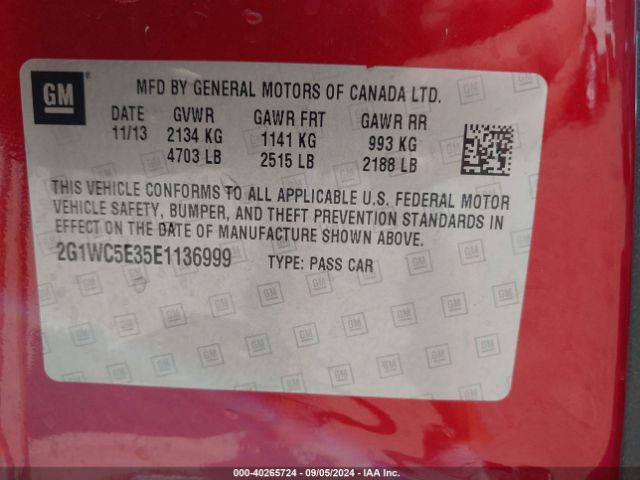 GM
MFD BY GENERAL MOTORS OF CANADA LTD.
DATE GVWR GAWR FRT GAWR RR
11/13 2134 KG 1141 KG 993 KG
4703 LB 2515 LB 2188 LB
THIS VEHICLE CONFORMS TO ALL APPLICABLE U.S. FEDERAL MOTOR
VEHICLE SAFETY, BUMPER, AND THEFT PREVENTION STANDARDS IN
EFFECT ON THE DATE OF MANUFACTURE SHOWN ABOVE.
2G1WC5E35E1136999 TYPE: PASS CAR
000-40265724 - 09/05/2024 - IAA Inc.